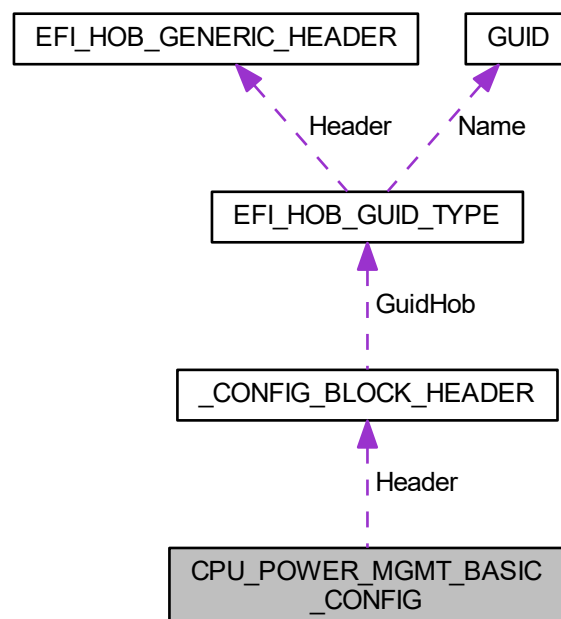 EFI_HOB_GENERIC_HEADER
GUID
Header
Name
EFI_HOB_GUID_TYPE
GuidHob
_CONFIG_BLOCK_HEADER
Header
CPU_POWER_MGMT_BASIC
_CONFIG